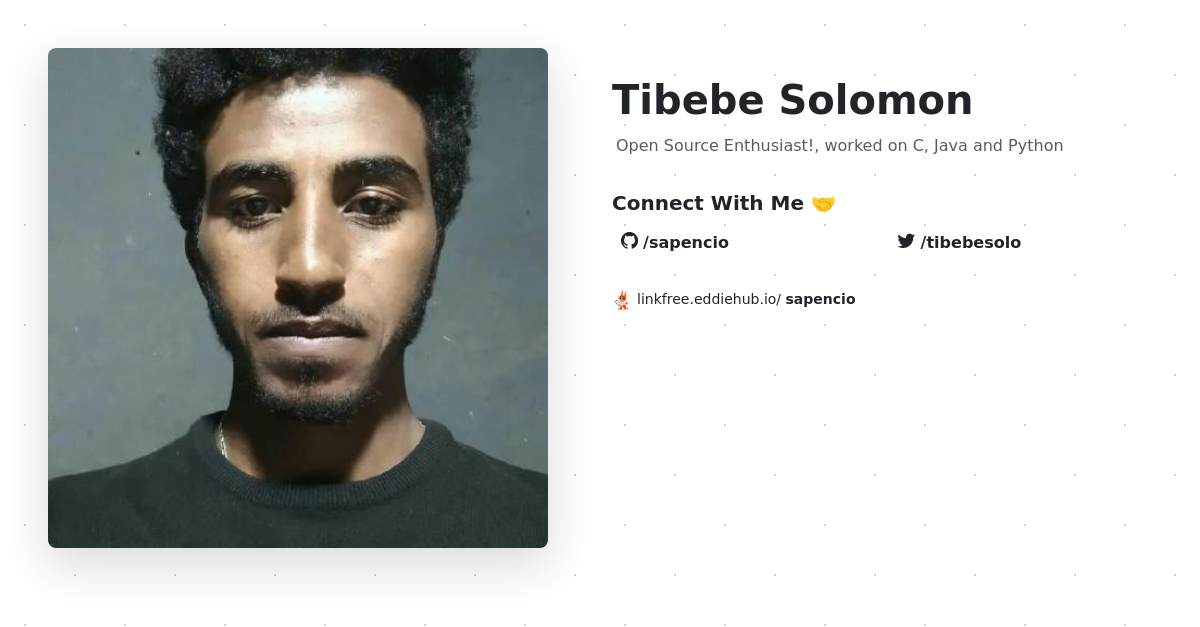 Tibebe Solomon
Open Source Enthusiast!, worked on C, Java and Python
Connect With Me 🤝
/sapencio
/tibebesolo
linkfree.eddiehub.io/ sapencio